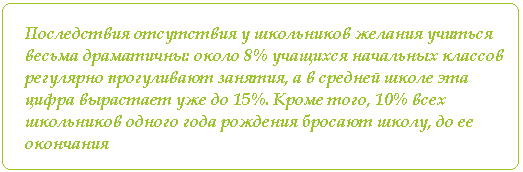 Последствия отсутствия у школьников желания учиться
весьма драматичны: около 8% учащихся начальных классов
регулярно прогуливают занятия, а в средней школе эта
цифра вырастает уже до 15%. Кроме того, 10% всех
школьников одного года рождения бросают школу, до ее
окончания